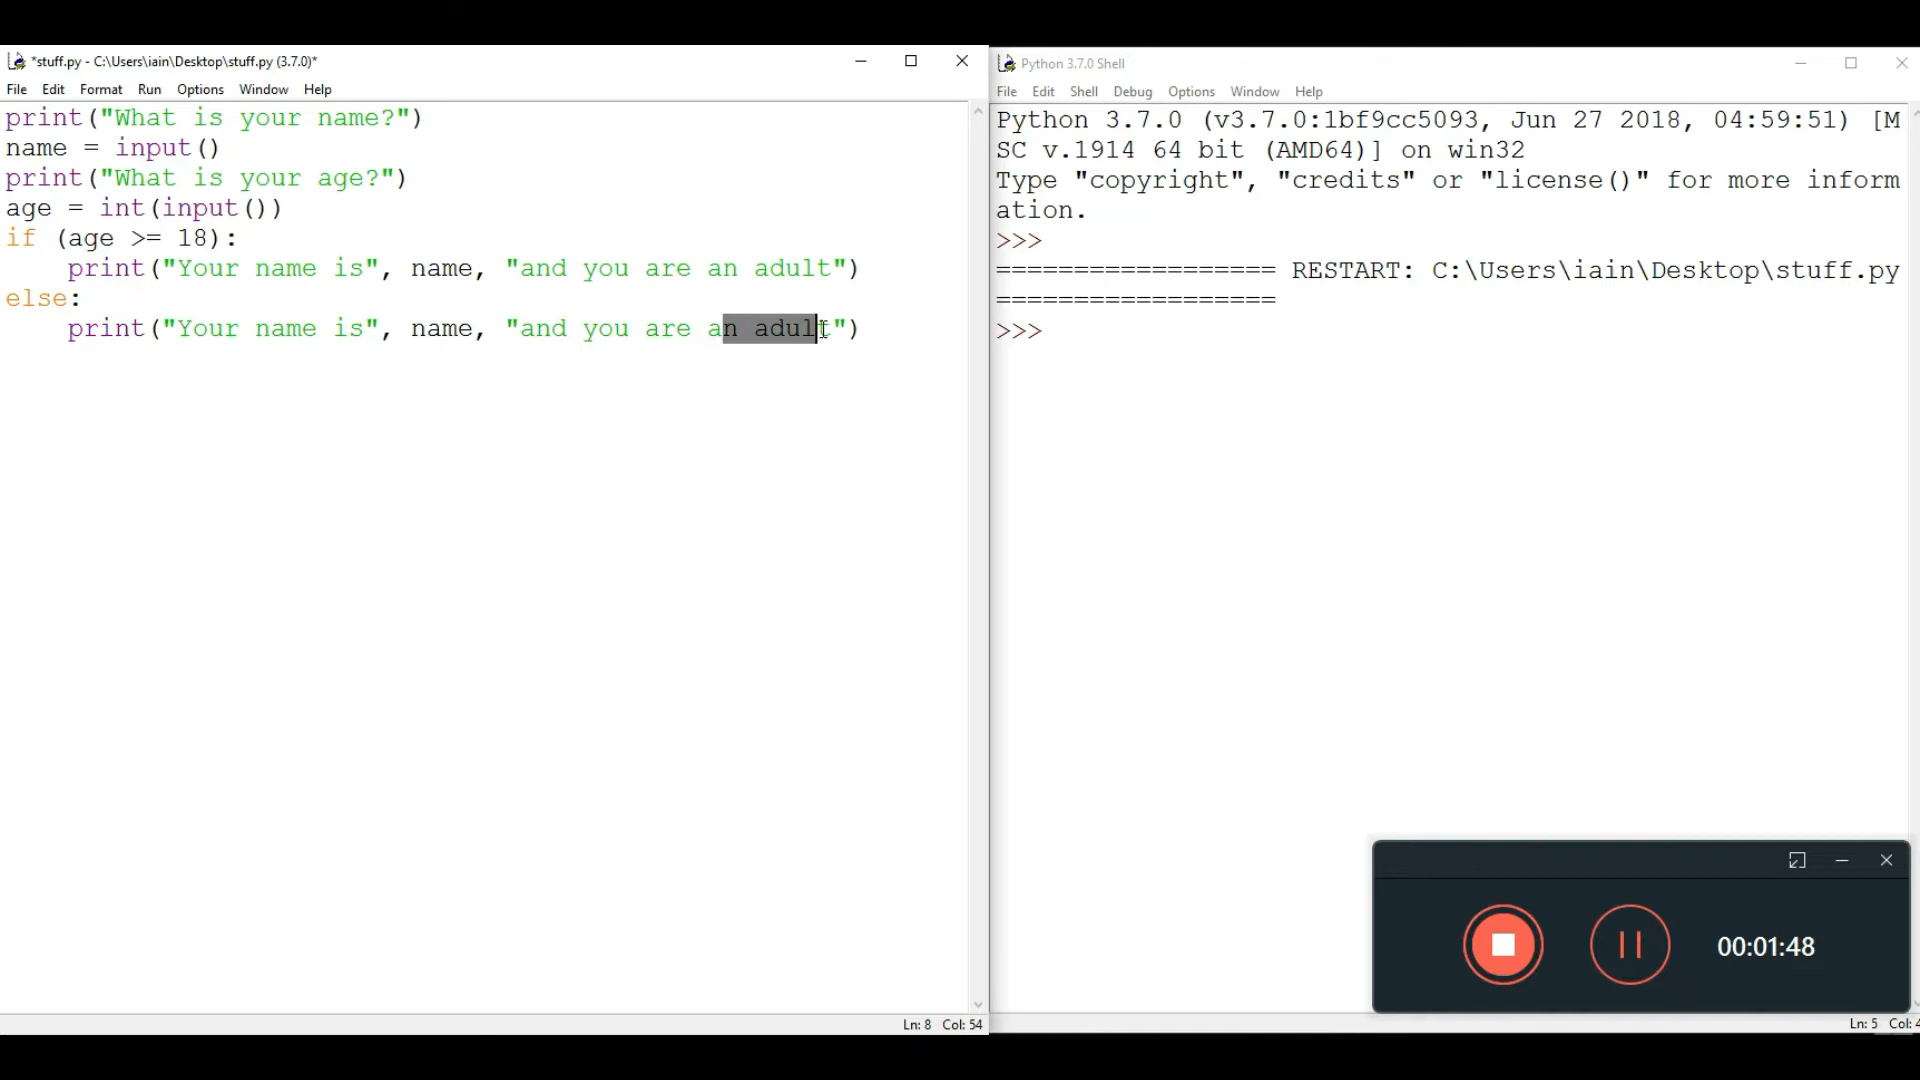 *stuff.py - C:\Users\iain\Desktop\stuff.py (3.7.0)*
File Edit Format Run Options Window Help
print("What is your name?")
name = input()
print("What is your age?")
age = int(input())
if (age >= 18):
    print("Your name is", name, "and you are an adult")
else:
    print("Your name is", name, "and you are an adult")
Ln: 8 Col: 54
Python 3.7.0 Shell
File Edit Shell Debug Options Window Help
Python 3.7.0 (v3.7.0:1bf9cc5093, Jun 27 2018, 04:59:51) [M
SC v.1914 64 bit (AMD64)] on win32
Type "copyright", "credits" or "license()" for more inform
ation.
>>>
================== RESTART: C:\Users\iain\Desktop\stuff.py
==================
>>>
00:01:48
Ln: 5 Col: 4